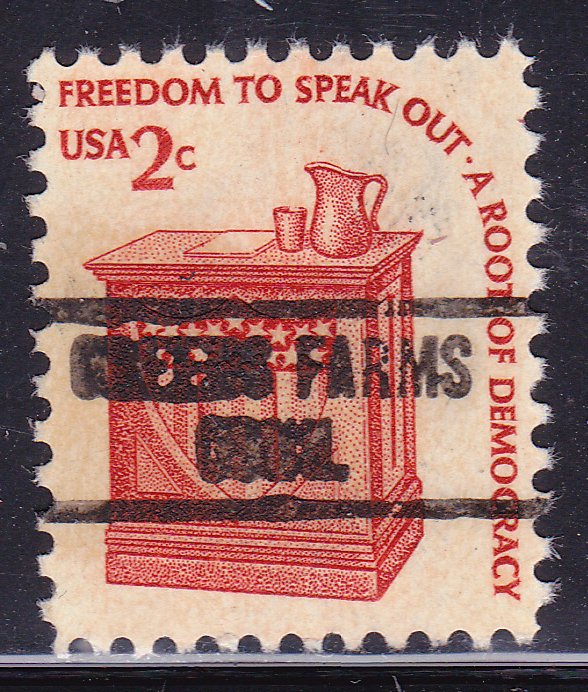 FREEDOM TO SPEAK OUT · A ROOT OF DEMOCRACY
USA 2c
FARMS